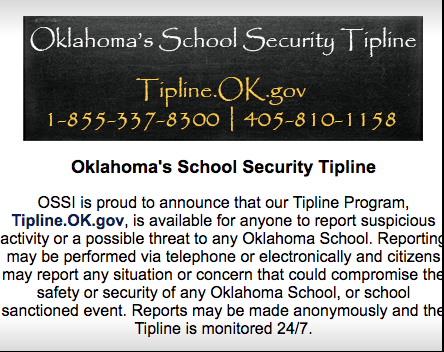 Oklahoma's School Security Tipline
Tipline.OK.gov
1-855-337-8300 | 405-810-1158
Oklahoma's School Security Tipline
OSSI is proud to announce that our Tipline Program,
Tipline.OK.gov, is available for anyone to report suspicious
activity or a possible threat to any Oklahoma School. Reporting
may be performed via telephone or electronically and citizens
may report any situation or concern that could compromise the
safety or security of any Oklahoma School, or school
sanctioned event. Reports may be made anonymously and the
Tipline is monitored 24/7.